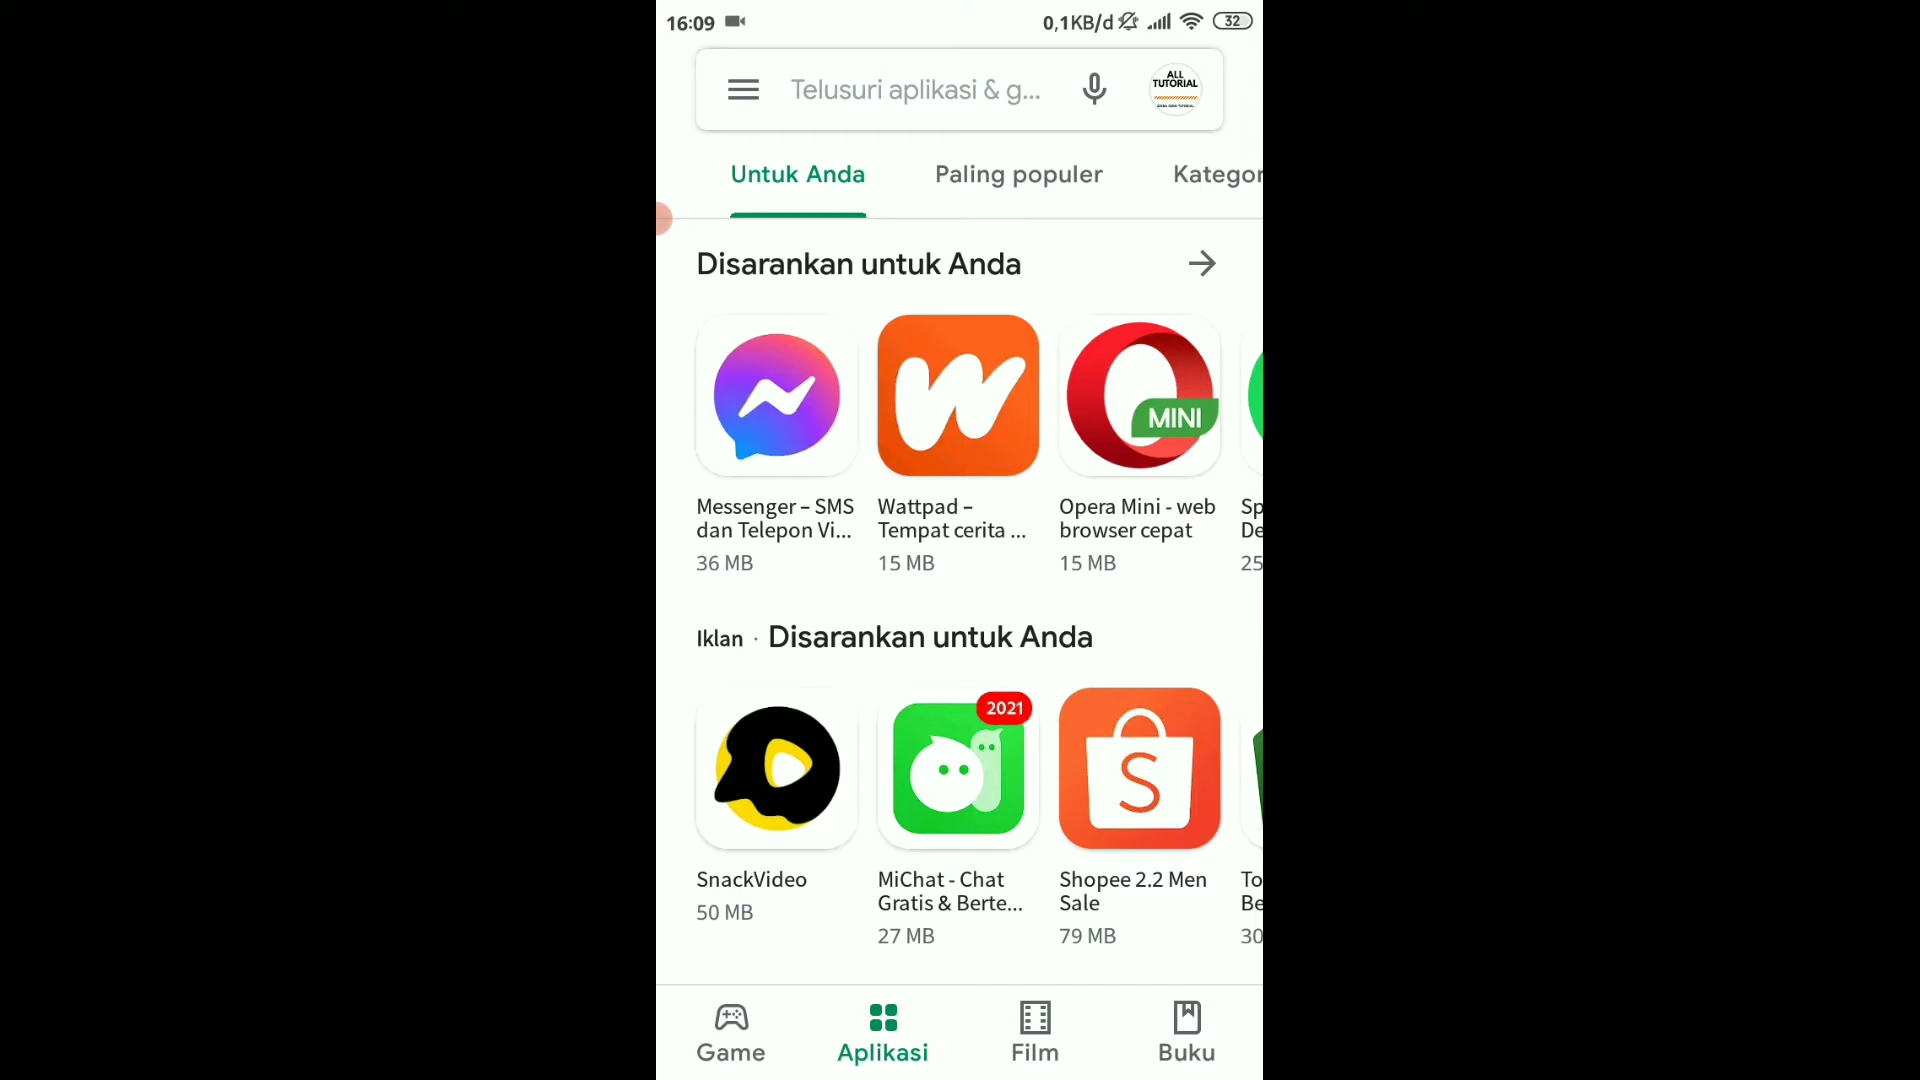 16:09
0,1KB/d
32
Telusuri aplikasi & g...
ALL
TUTORIAL
Untuk Anda
Paling populer
Kategor
Disarankan untuk Anda
MINI
Messenger – SMS
dan Telepon Vi...
36 MB
Wattpad –
Tempat cerita ...
15 MB
Opera Mini - web
browser cepat
15 MB
Sp
De
25
Iklan · Disarankan untuk Anda
2021
S
SnackVideo
50 MB
MiChat - Chat
Gratis & Berte...
27 MB
Shopee 2.2 Men
Sale
79 MB
To
Be
30
Game
Aplikasi
Film
Buku